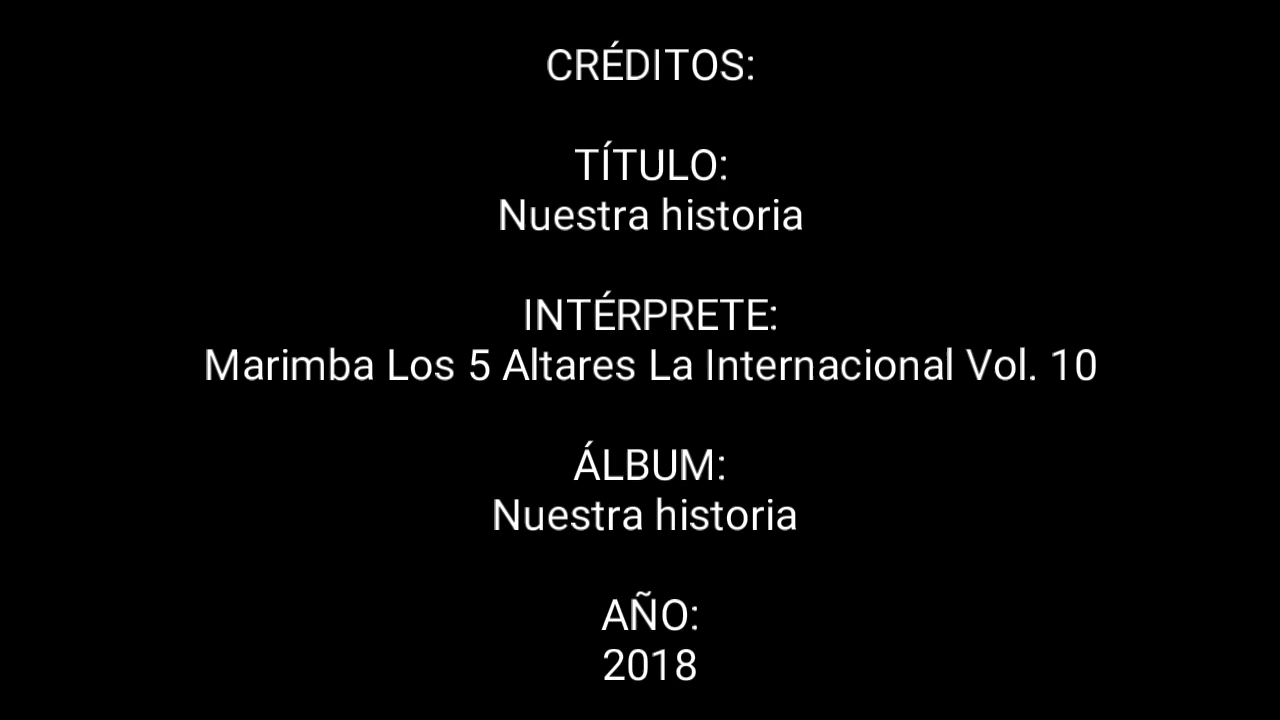 CRÉDITOS:
TÍTULO:
Nuestra historia
INTÉRPRETE:
Marimba Los 5 Altares La Internacional Vol. 10
ÁLBUM:
Nuestra historia
AÑO:
2018